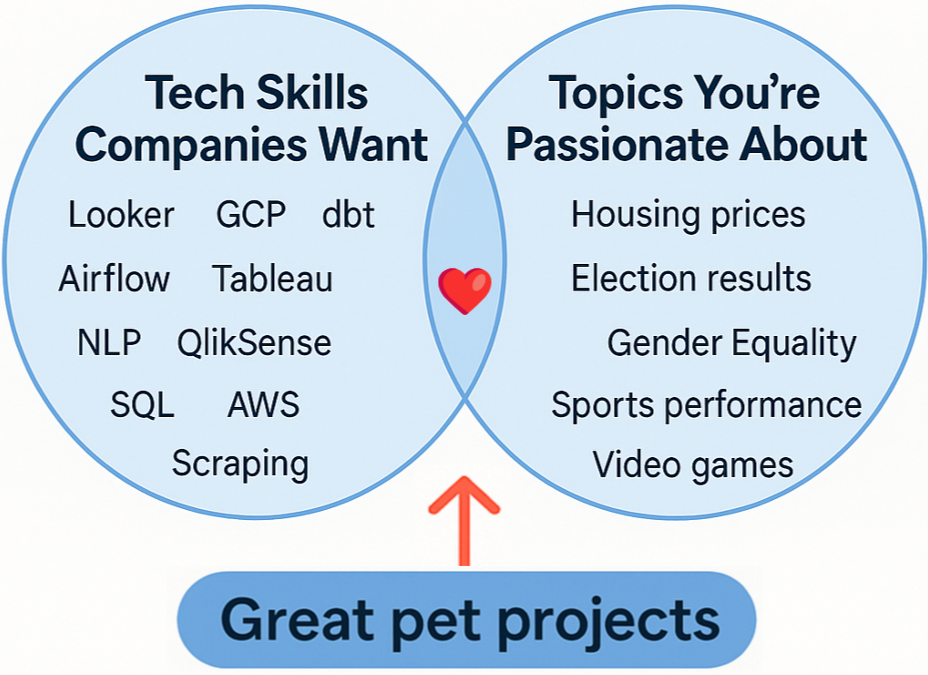 Tech Skills
Companies Want
Looker GCP dbt
Airflow Tableau
NLP QlikSense
SQL AWS
Scraping
Topics You’re
Passionate About
Housing prices
Election results
Gender Equality
Sports performance
Video games
Great pet projects